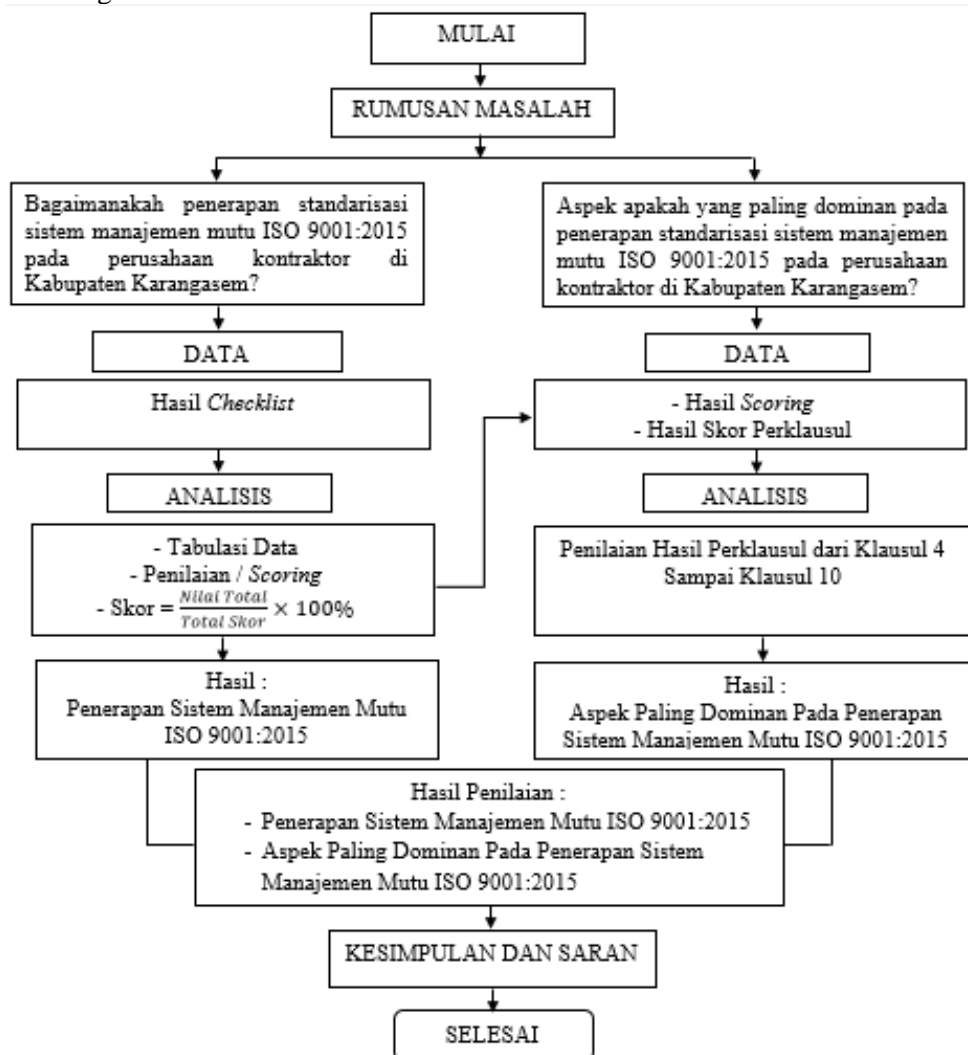 MULAI
RUMUSAN MASALAH
Bagaimanakah penerapan standarisasi
sistem manajemen mutu ISO 9001:2015
pada perusahaan kontraktor di
Kabupaten Karangasem?
Aspek apakah yang paling dominan pada
penerapan standarisasi sistem manajemen
mutu ISO 9001:2015 pada perusahaan
kontraktor di Kabupaten Karangasem?
DATA
DATA
Hasil Checklist
- Hasil Scoring
- Hasil Skor Perklausul
ANALISIS
ANALISIS
- Tabulasi Data
- Penilaian / Scoring
- Skor = Nilai Total / Total Skor × 100%
Penilaian Hasil Perklausul dari Klausul 4
Sampai Klausul 10
Hasil :
Penerapan Sistem Manajemen Mutu
ISO 9001:2015
Hasil :
Aspek Paling Dominan Pada Penerapan
Sistem Manajemen Mutu ISO 9001:2015
Hasil Penilaian :
- Penerapan Sistem Manajemen Mutu ISO 9001:2015
- Aspek Paling Dominan Pada Penerapan Sistem
Manajemen Mutu ISO 9001:2015
KESIMPULAN DAN SARAN
SELESAI